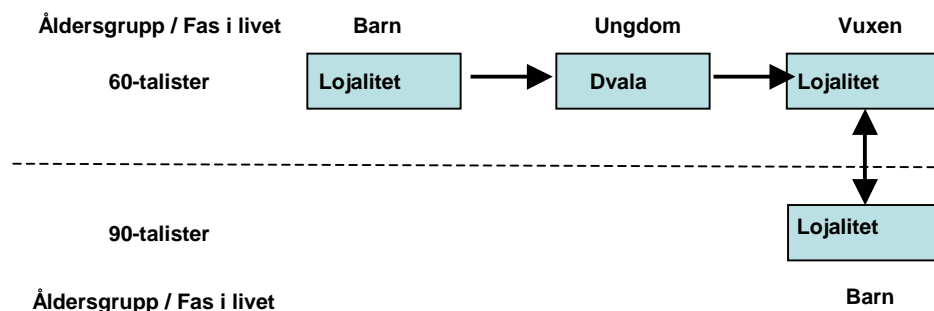 Åldersgrupp / Fas i livet Barn Ungdom Vuxen
60-talister Lojalitet Dvala Lojalitet
90-talister Lojalitet
Åldersgrupp / Fas i livet Barn